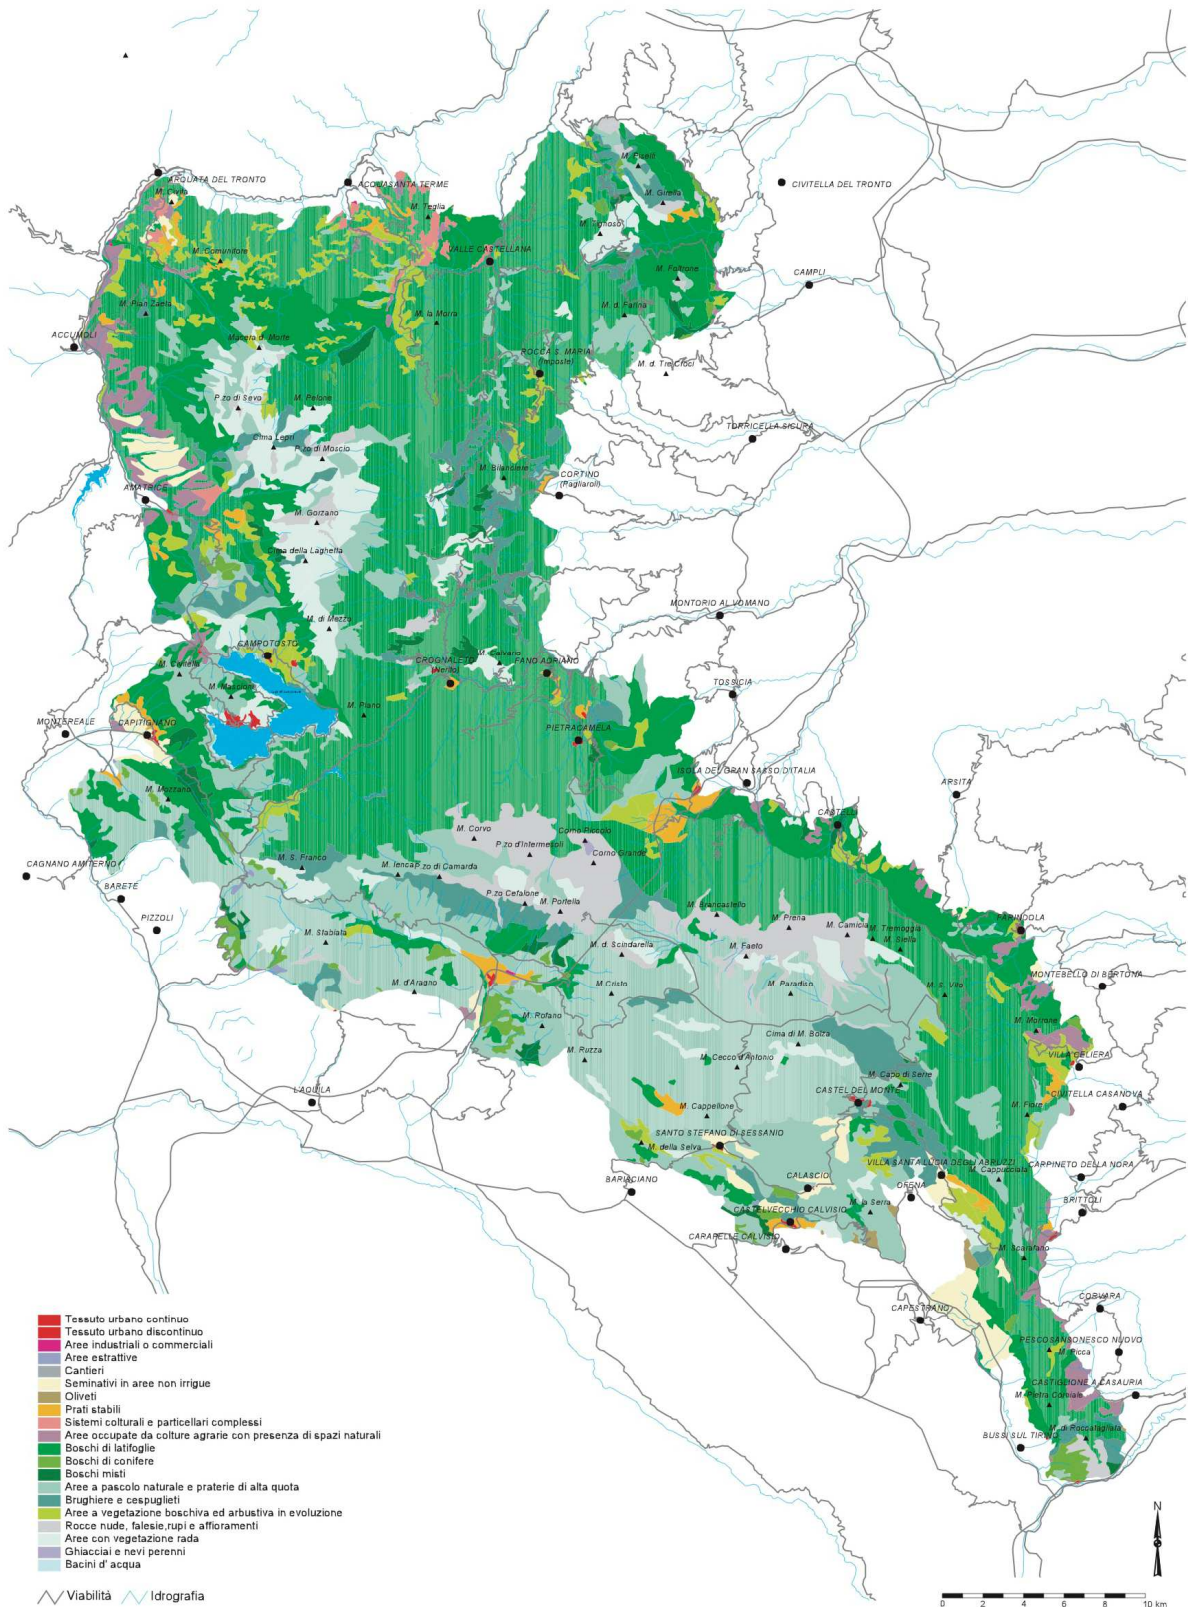 M. Fiselli
ARQUATA DEL TRONTO
M. Civita
ACQUASANTA TERME
CIVITELLA DEL TRONTO
M. Girella
M. Teglia
M. Tignoso
VALLE CASTELLANA
M. Comunitore
M. Foltrone
CAMPLI
M. Pian Zaeta
M. d. Farina
M. la Morra
ACCUMOLI
Macera d. Morte
ROCCA S. MARIA
(Imposte)
M. d. Tre Croci
P.zo di Sevo
M. Pelone
TORRICELLA SICURA
Cima Lepri
P.zo di Moscio
M. Bilanciere
CORTINO
(Pagliaroli)
AMATRICE
M. Gorzano
Cima della Laghetta
MONTORIO AL VOMANO
M. di Mezzo
CAMPOTOSTO
M. Civitella
CROGNALETO
(Nerito)
M. Calvario
FANO ADRIANO
M. Mascioni
TOSSICIA
M. Piano
MONTEREALE
CAPITIGNANO
PIETRACAMELA
ISOLA DEL GRAN SASSO D'ITALIA
ARSITA
M. Mozzano
CASTELLI
M. Corvo
Corno Piccolo
P.zo d'Intermesoli
CAGNANO AMITERNO
M. S. Franco
M. Ienca
P.zo di Camarda
Corno Grande
BARETE
P.zo Cefalone
M. Portella
M. Brancastello
PIZZOLI
M. Prena
FARINDOLA
M. Camicia
M. Tremoggia
M. Siella
M. Stabiata
M. d. Scindarella
M. Faeto
MONTEBELLO DI BERTONA
M. d'Aragno
M. Cristo
M. Paradiso
M. S. Vito
M. Rofano
M. Morrone
Cima di M. Bolza
M. Ruzza
M. Cecco d'Antonio
VILLA CELIERA
M. Capo di Serre
L'AQUILA
CASTEL DEL MONTE
CIVITELLA CASANOVA
M. Cappellone
M. Fiore
SANTO STEFANO DI SESSANIO
M. della Selva
VILLA SANTA LUCIA DEGLI ABRUZZI
CARPINETO DELLA NORA
M. Cappucciata
CALASCIO
OFENA
BARISCIANO
BRITTOLI
CASTELVECCHIO CALVISIO
M. la Serra
CARAPELLE CALVISIO
M. Scarafano
CORVARA
CAPESTRANO
PESCOSANSONESCO NUOVO
M. Picca
CASTIGLIONE A CASAURIA
M. Pietra Corniale
M. di Roccatagliata
BUSSI SUL TIRINO
Tessuto urbano continuo
Tessuto urbano discontinuo
Aree industriali o commerciali
Aree estrattive
Cantieri
Seminativi in aree non irrigue
Oliveti
Prati stabili
Sistemi colturali e particellari complessi
Aree occupate da colture agrarie con presenza di spazi naturali
Boschi di latifoglie
Boschi di conifere
Boschi misti
Aree a pascolo naturale e praterie di alta quota
Brughiere e cespuglieti
Aree a vegetazione boschiva ed arbustiva in evoluzione
Rocce nude, falesie,rupi e affioramenti
Aree con vegetazione rada
Ghiacciai e nevi perenni
Bacini d' acqua
Viabilità
Idrografia
N
0 2 4 6 8 10 km